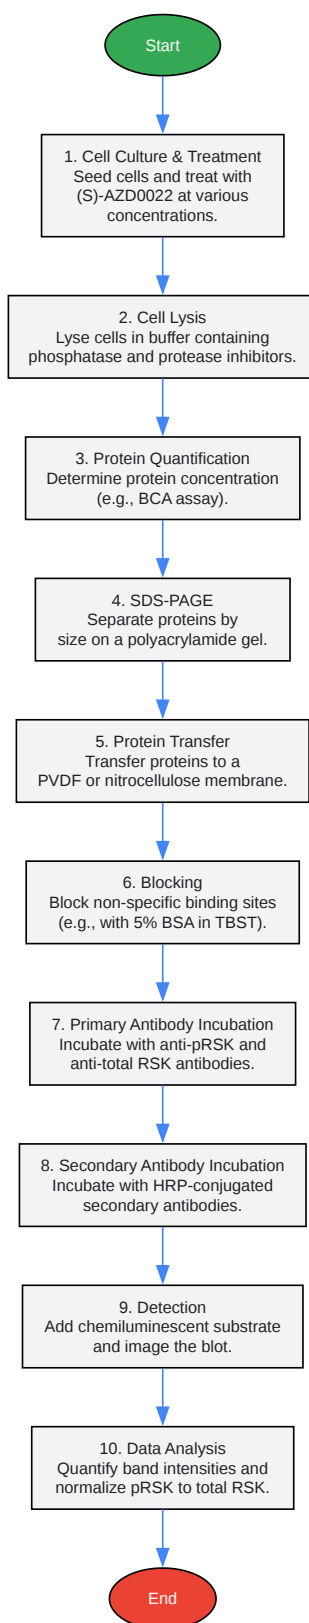 Start
1. Cell Culture & Treatment
Seed cells and treat with
(S)-AZD0022 at various
concentrations.
2. Cell Lysis
Lyse cells in buffer containing
phosphatase and protease inhibitors.
3. Protein Quantification
Determine protein concentration
(e.g., BCA assay).
4. SDS-PAGE
Separate proteins by
size on a polyacrylamide gel.
5. Protein Transfer
Transfer proteins to a
PVDF or nitrocellulose membrane.
6. Blocking
Block non-specific binding sites
(e.g., with 5% BSA in TBST).
7. Primary Antibody Incubation
Incubate with anti-pRSK and
anti-total RSK antibodies.
8. Secondary Antibody Incubation
Incubate with HRP-conjugated
secondary antibodies.
9. Detection
Add chemiluminescent substrate
and image the blot.
10. Data Analysis
Quantify band intensities and
normalize pRSK to total RSK.
End